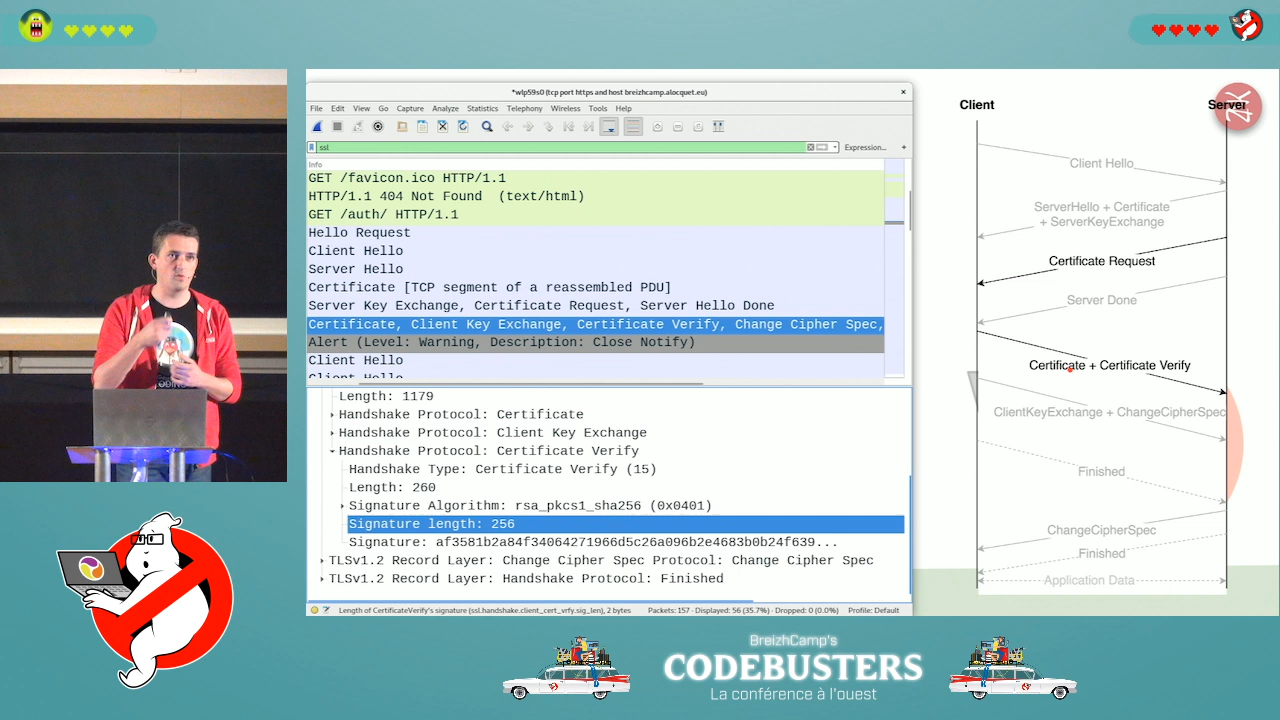 *wlp59s0 (tcp port https and host breizhcamp.alocquet.eu)
File Edit View Go Capture Analyze Statistics Telephony Wireless Tools Help
ssl
Expression...
+
Info
GET /favicon.ico HTTP/1.1
HTTP/1.1 404 Not Found (text/html)
GET /auth/ HTTP/1.1
Hello Request
Client Hello
Server Hello
Certificate [TCP segment of a reassembled PDU]
Server Key Exchange, Certificate Request, Server Hello Done
Certificate, Client Key Exchange, Certificate Verify, Change Cipher Spec,
Alert (Level: Warning, Description: Close Notify)
Client Hello
Client Hello
Length: 1179
Handshake Protocol: Certificate
Handshake Protocol: Client Key Exchange
Handshake Protocol: Certificate Verify
Handshake Type: Certificate Verify (15)
Length: 260
Signature Algorithm: rsa_pkcs1_sha256 (0x0401)
Signature length: 256
Signature: 3f3581b2a84f34064271966d5c26a096b2e4683b0b24f639...
TLSv1.2 Record Layer: Change Cipher Spec Protocol: Change Cipher Spec
TLSv1.2 Record Layer: Handshake Protocol: Finished
Length of CertificateVerify's signature (ssl.handshake.client_cert_vrfy.sig_len), 2 bytes
Packets: 157 · Displayed: 56 (35.7%) · Dropped: 0 (0.0%)
Profile: Default
Client
Server
Client Hello
ServerHello + Certificate
+ ServerKeyExchange
Certificate Request
Server Done
Certificate + Certificate Verify
ClientKeyExchange + ChangeCipherSpec
Finished
ChangeCipherSpec
Finished
Application Data
BreizhCamp's
CODEBUSTERS
La conférence à l'ouest